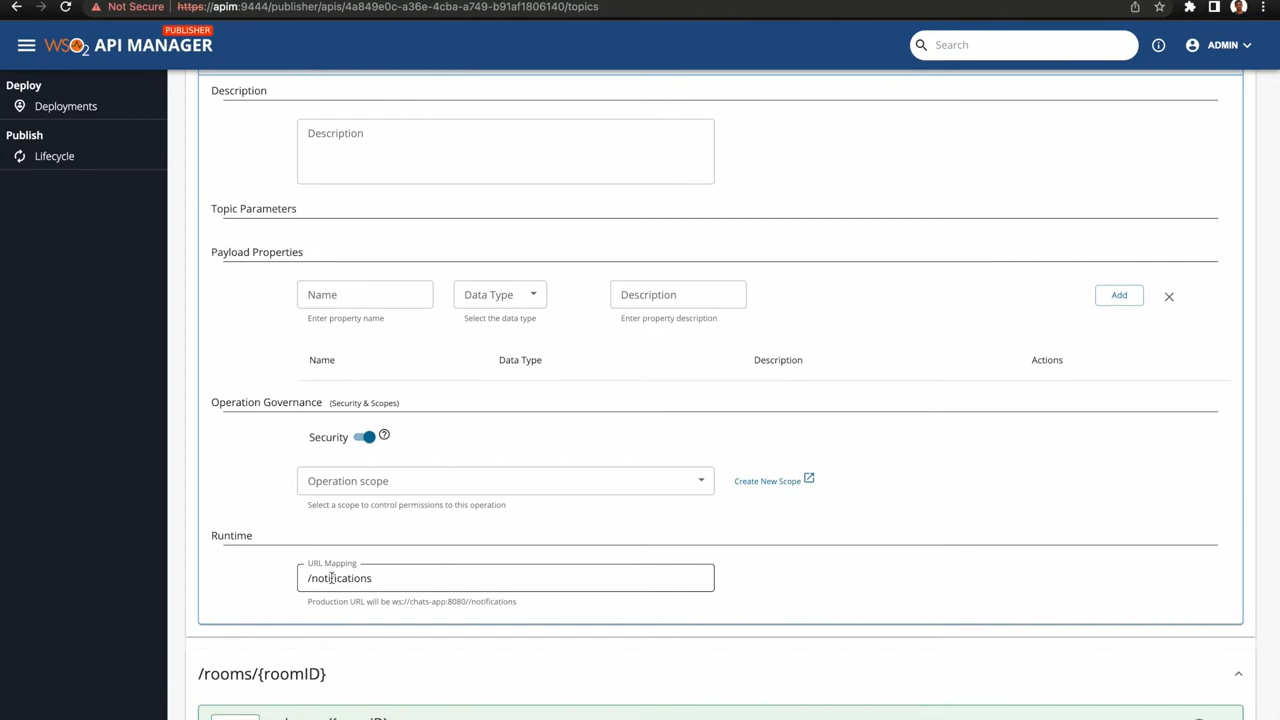 Not Secure https://apim:9444/publisher/apis/4a849e0c-a36e-4cba-a749-b91af1806140/topics
WSO2 API MANAGER PUBLISHER
Search
ADMIN
Deploy
Deployments
Publish
Lifecycle
Description
Description
Topic Parameters
Payload Properties
Name Data Type Description Add
Enter property name Select the data type Enter property description
Name Data Type Description Actions
Operation Governance (Security & Scopes)
Security
Operation scope Create New Scope
Select a scope to control permissions to this operation
Runtime
URL Mapping
/notifications
Production URL will be ws://chats-app:8080//notifications
/rooms/{roomID}